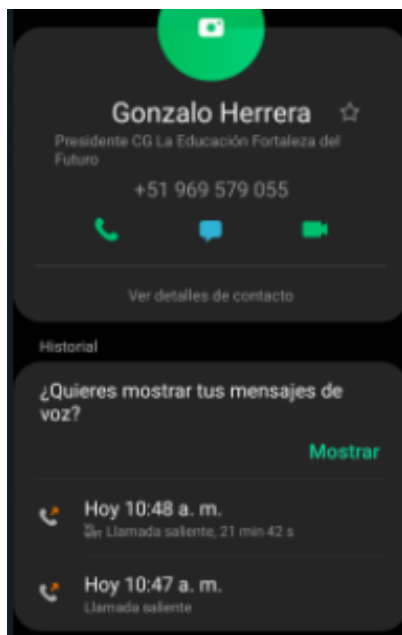 Gonzalo Herrera
Presidente CG La Educación Fortaleza del
Futuro
+51 969 579 055
Ver detalles de contacto
Historial
¿Quieres mostrar tus mensajes de
voz?
Mostrar
Hoy 10:48 a. m.
Llamada saliente, 21 min 42 s
Hoy 10:47 a. m.
Llamada saliente